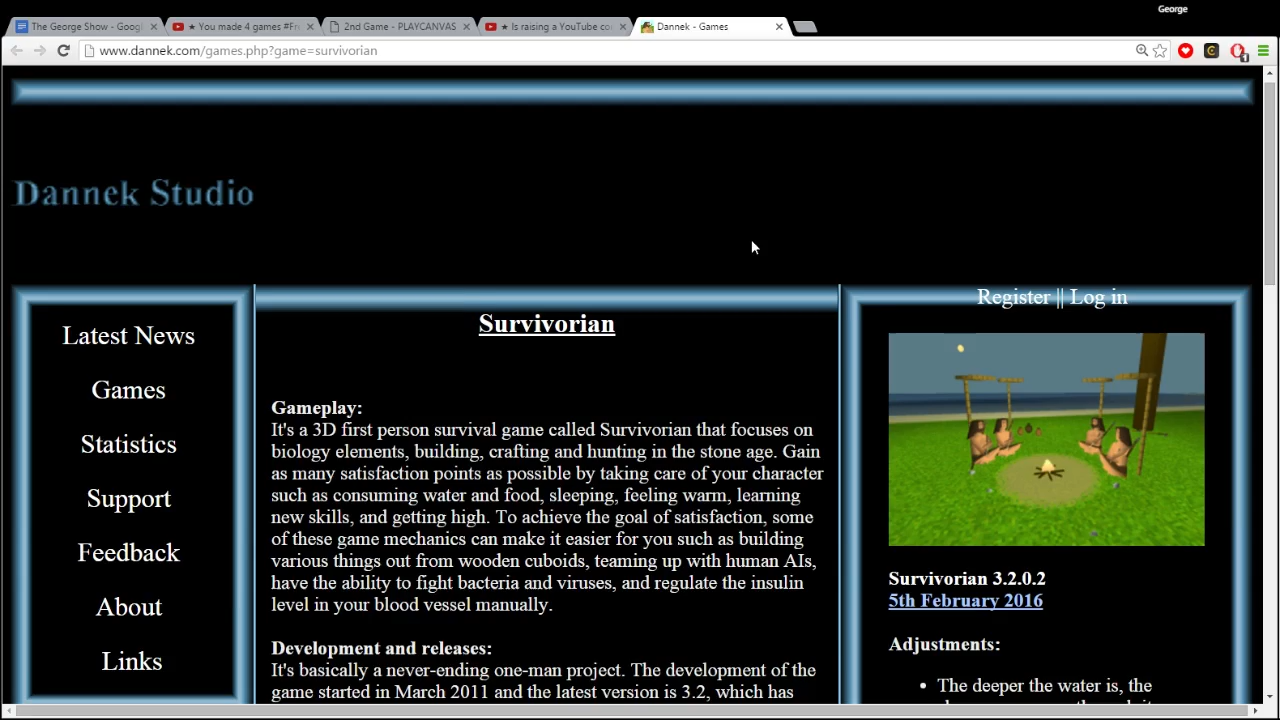 George
The George Show - Googl
★ You made 4 games #Fr
2nd Game - PLAYCANVAS
★ Is raising a YouTube co
Dannek - Games
www.dannek.com/games.php?game=survivorian
Dannek Studio
Latest News
Games
Statistics
Support
Feedback
About
Links
Survivorian
Gameplay:
It's a 3D first person survival game called Survivorian that focuses on
biology elements, building, crafting and hunting in the stone age. Gain
as many satisfaction points as possible by taking care of your character
such as consuming water and food, sleeping, feeling warm, learning
new skills, and getting high. To achieve the goal of satisfaction, some
of these game mechanics can make it easier for you such as building
various things out from wooden cuboids, teaming up with human AIs,
have the ability to fight bacteria and viruses, and regulate the insulin
level in your blood vessel manually.
Development and releases:
It's basically a never-ending one-man project. The development of the
game started in March 2011 and the latest version is 3.2, which has
Register || Log in
Survivorian 3.2.0.2
5th February 2016
Adjustments:
• The deeper the water is, the